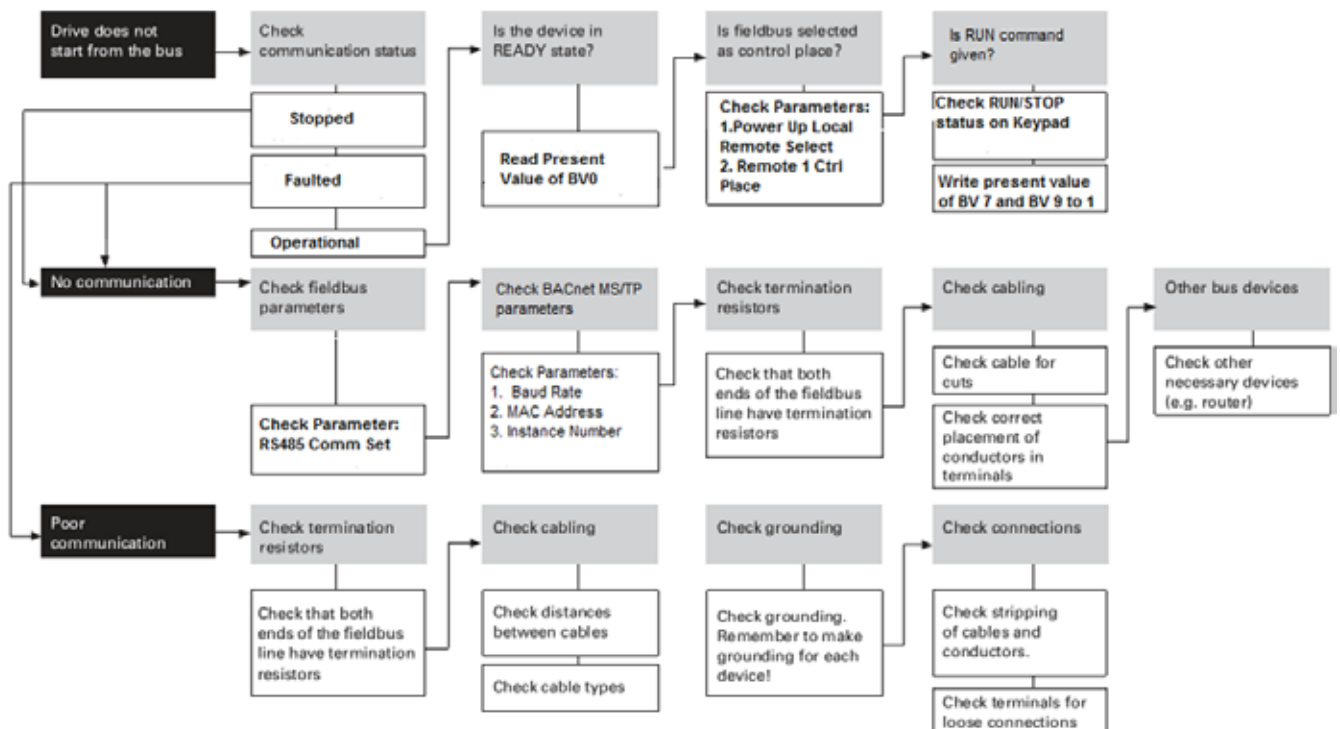 Drive does not
start from the bus
Check
communication status
Stopped
Faulted
Operational
Is the device in
READY state?
Read Present
Value of BV0
Is fieldbus selected
as control place?
Check Parameters:
1.Power Up Local
Remote Select
2. Remote 1 Ctrl
Place
Is RUN command
given?
Check RUN/STOP
status on Keypad
Write present value
of BV 7 and BV 9 to 1
No communication
Check fieldbus
parameters
Check Parameter:
RS485 Comm Set
Check BACnet MS/TP
parameters
Check Parameters:
1. Baud Rate
2. MAC Address
3. Instance Number
Check termination
resistors
Check that both
ends of the fieldbus
line have termination
resistors
Check cabling
Check cable for
cuts
Check correct
placement of
conductors in
terminals
Other bus devices
Check other
necessary devices
(e.g. router)
Poor
communication
Check termination
resistors
Check that both
ends of the fieldbus
line have termination
resistors
Check cabling
Check distances
between cables
Check cable types
Check grounding
Check grounding.
Remember to make
grounding for each
device!
Check connections
Check stripping
of cables and
conductors.
Check terminals for
loose connections